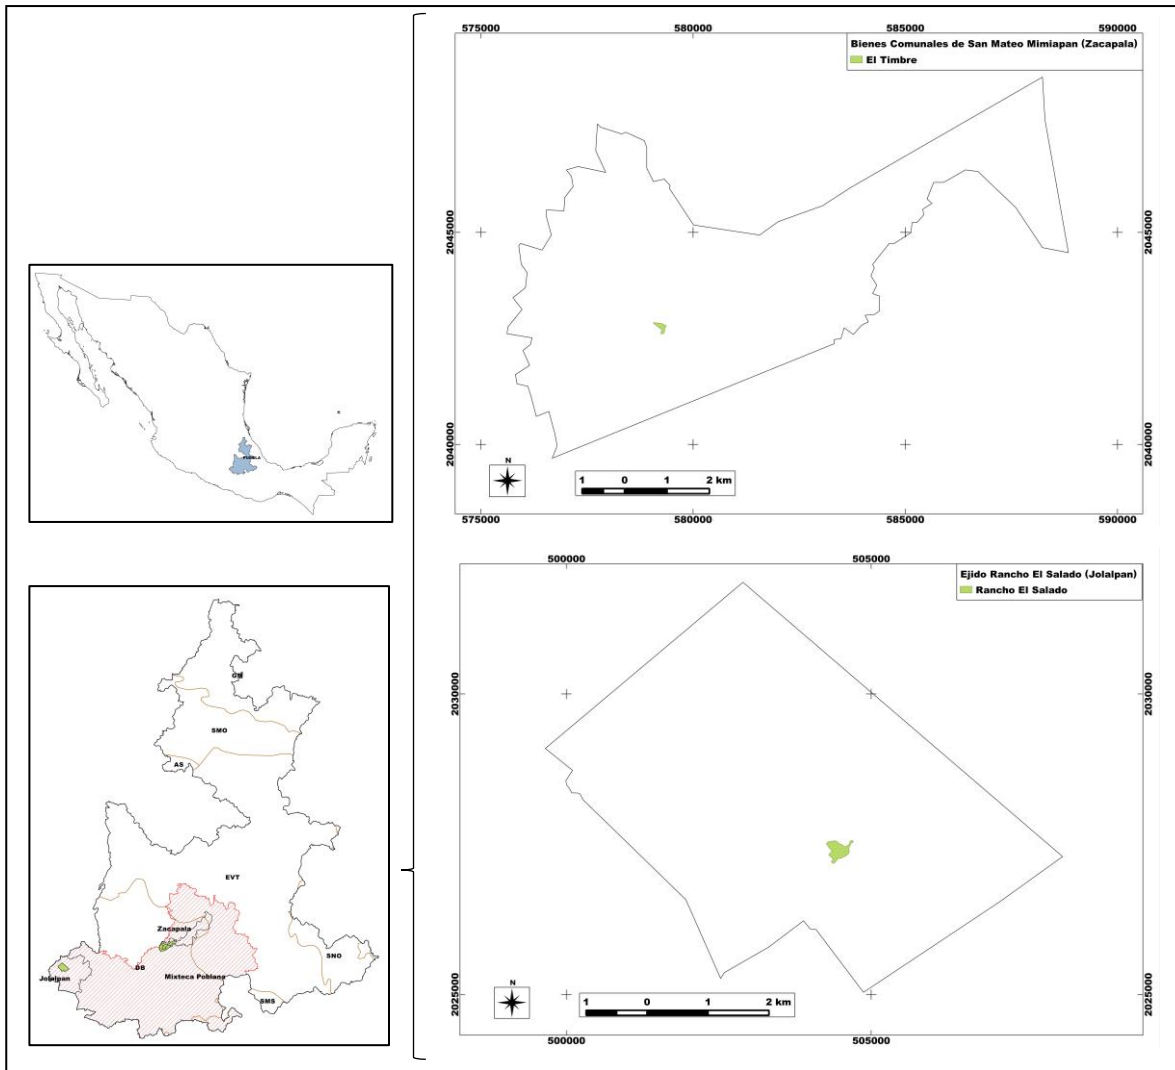 PUEBLA
GN
SMO
AS
EVT
Zacapala
Jolalpan
DB
Mixteca Poblana
SNO
SMS
575000 580000 585000 590000
Bienes Comunales de San Mateo Mimiapan (Zacapala)
El Timbre
2045000 2045000
2040000 2040000
N
1 0 1 2 km
575000 580000 585000 590000
500000 505000
Ejido Rancho El Salado (Jolalpan)
Rancho El Salado
2030000 2030000
2025000 2025000
N
1 0 1 2 km
500000 505000